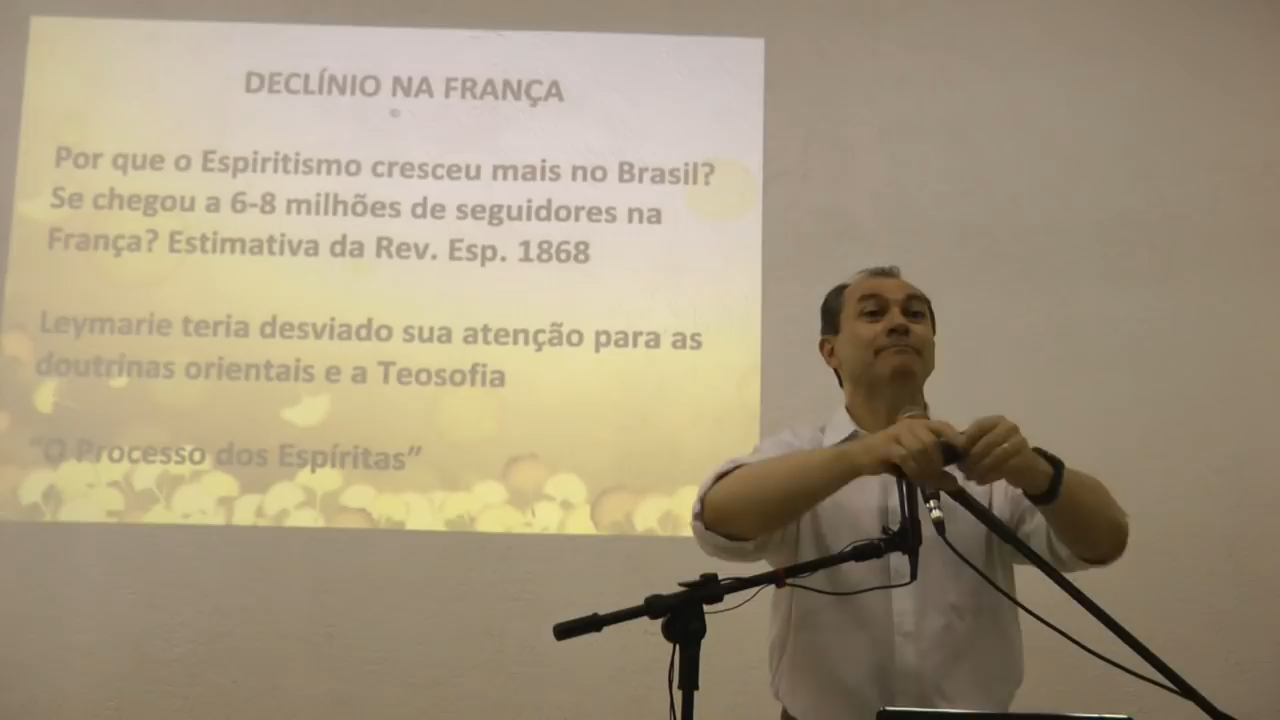 DECLÍNIO NA FRANÇA
Por que o Espiritismo cresceu mais no Brasil?
Se chegou a 6-8 milhões de seguidores na
França? Estimativa da Rev. Esp. 1868
Leymarie teria desviado sua atenção para as
doutrinas orientais e a Teosofia
“O Processo dos Espíritas”